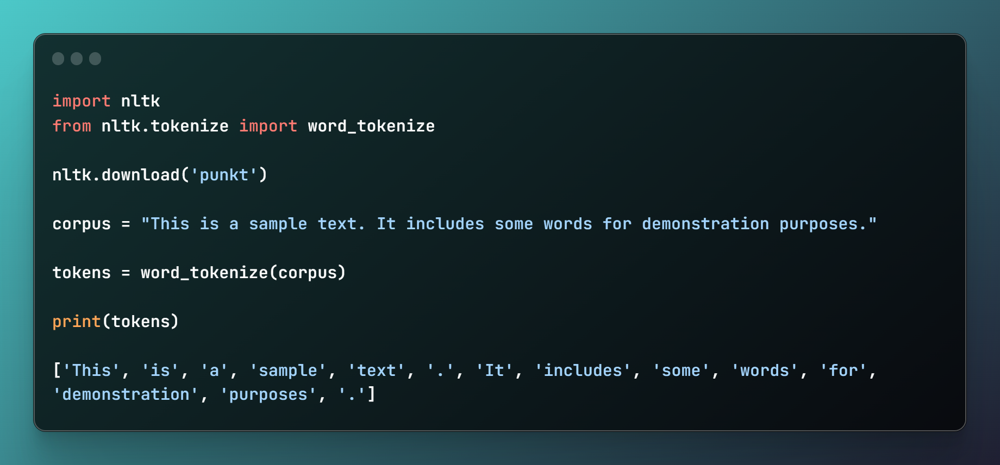 import nltk
from nltk.tokenize import word_tokenize
nltk.download('punkt')
corpus = "This is a sample text. It includes some words for demonstration purposes."
tokens = word_tokenize(corpus)
print(tokens)
['This', 'is', 'a', 'sample', 'text', '.', 'It', 'includes', 'some', 'words', 'for',
'demonstration', 'purposes', '.']